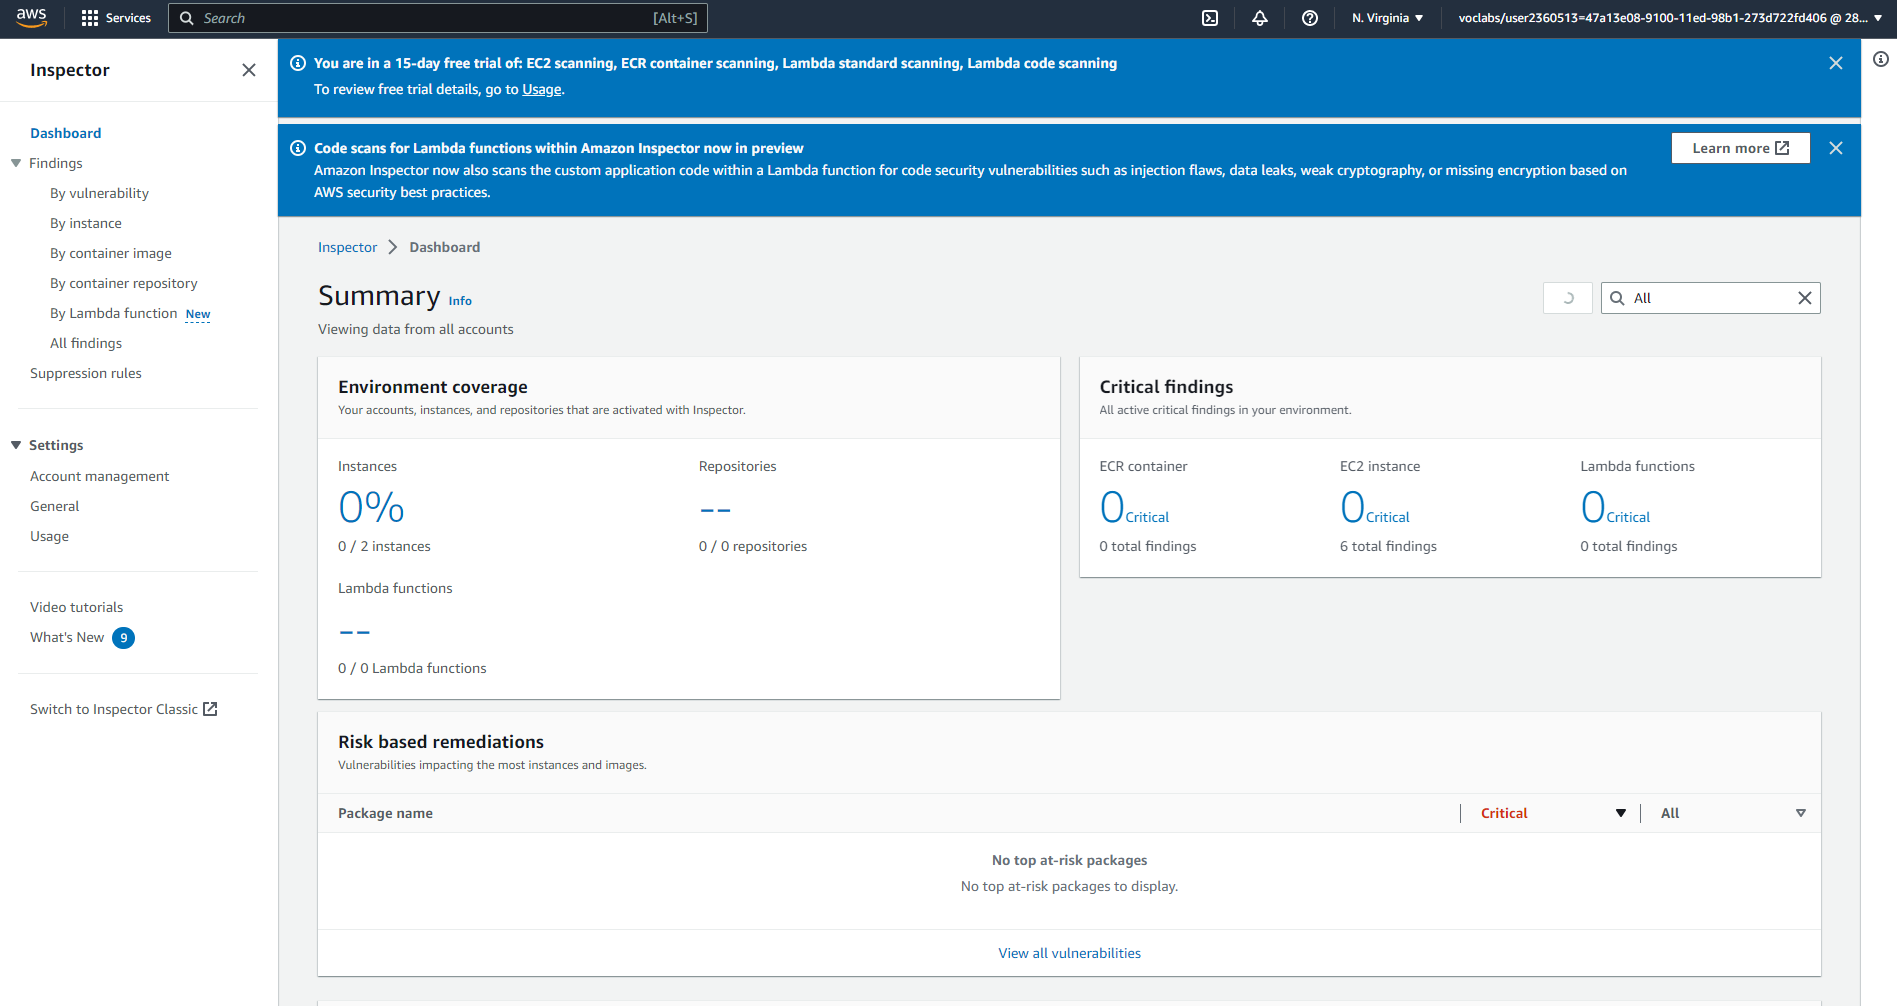 aws
Services
Search
[Alt+S]
N. Virginia
voclabs/user2360513=47a13e08-9100-11ed-98b1-273d722fd406 @ 28...
Inspector
Dashboard
Findings
By vulnerability
By instance
By container image
By container repository
By Lambda function New
All findings
Suppression rules
Settings
Account management
General
Usage
Video tutorials
What's New 9
Switch to Inspector Classic
You are in a 15-day free trial of: EC2 scanning, ECR container scanning, Lambda standard scanning, Lambda code scanning
To review free trial details, go to Usage.
Code scans for Lambda functions within Amazon Inspector now in preview
Learn more
Amazon Inspector now also scans the custom application code within a Lambda function for code security vulnerabilities such as injection flaws, data leaks, weak cryptography, or missing encryption based on
AWS security best practices.
Inspector Dashboard
Summary Info
All
Viewing data from all accounts
Environment coverage
Your accounts, instances, and repositories that are activated with Inspector.
Instances
0%
0 / 2 instances
Repositories
--
0 / 0 repositories
Lambda functions
--
0 / 0 Lambda functions
Critical findings
All active critical findings in your environment.
ECR container
0 Critical
0 total findings
EC2 instance
0 Critical
6 total findings
Lambda functions
0 Critical
0 total findings
Risk based remediations
Vulnerabilities impacting the most instances and images.
Package name
Critical
All
No top at-risk packages
No top at-risk packages to display.
View all vulnerabilities